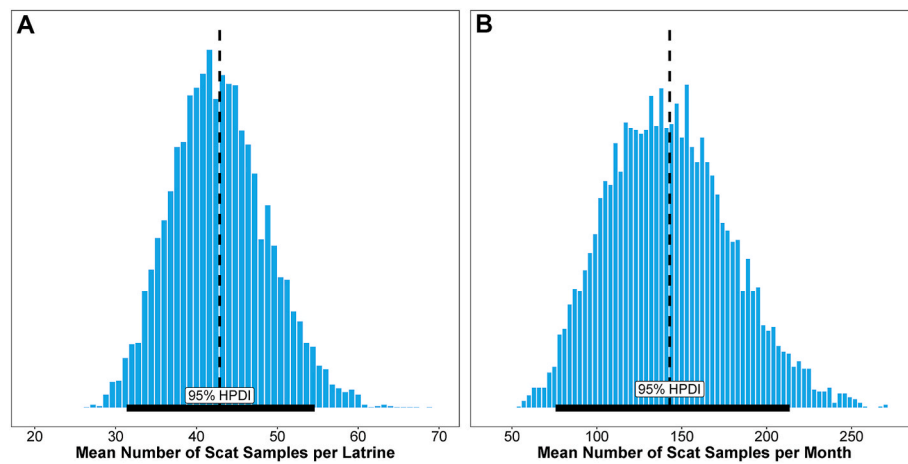 A
95% HPDI
20 30 40 50 60 70
Mean Number of Scat Samples per Latrine
B
95% HPDI
50 100 150 200 250
Mean Number of Scat Samples per Month